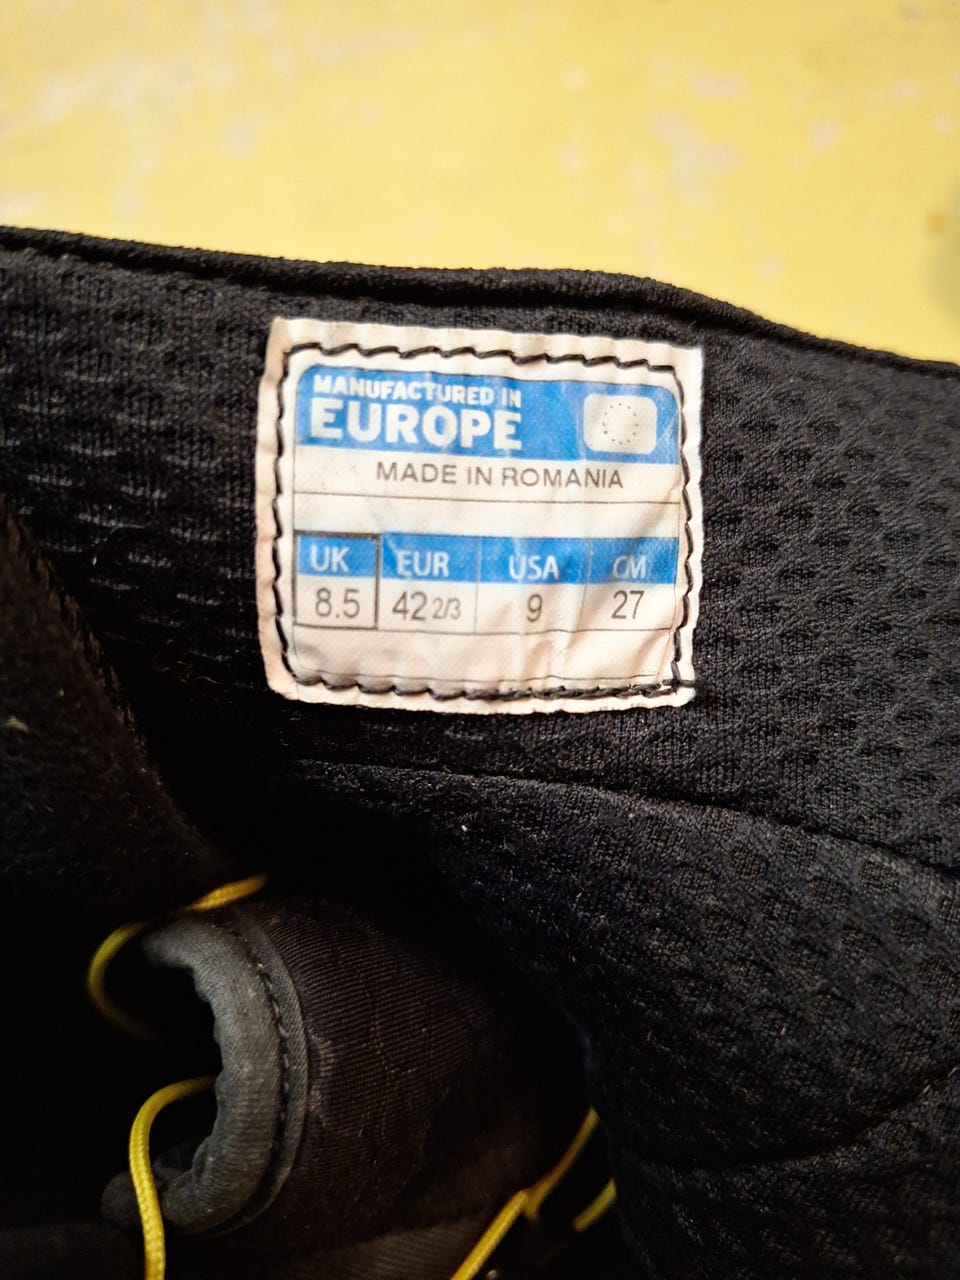 MANUFACTURED IN
EUROPE
MADE IN ROMANIA
UK EUR USA CM
8.5 42 2/3 9 27